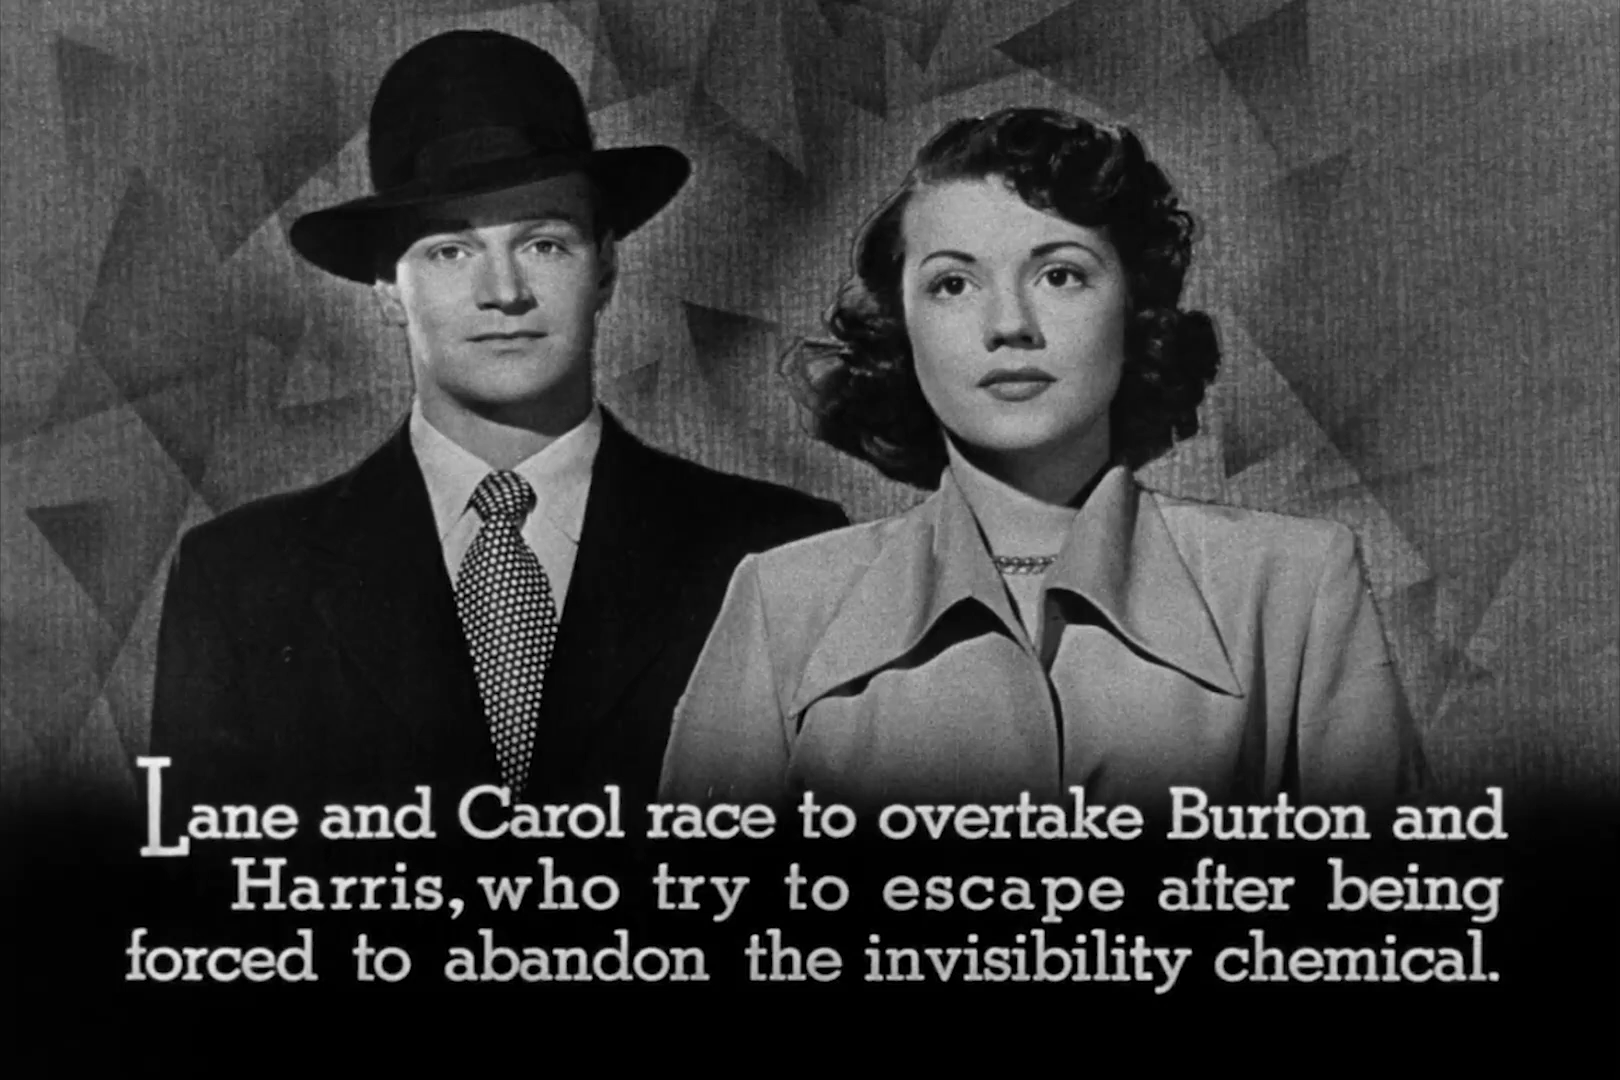 Lane and Carol race to overtake Burton and
Harris, who try to escape after being
forced to abandon the invisibility chemical.